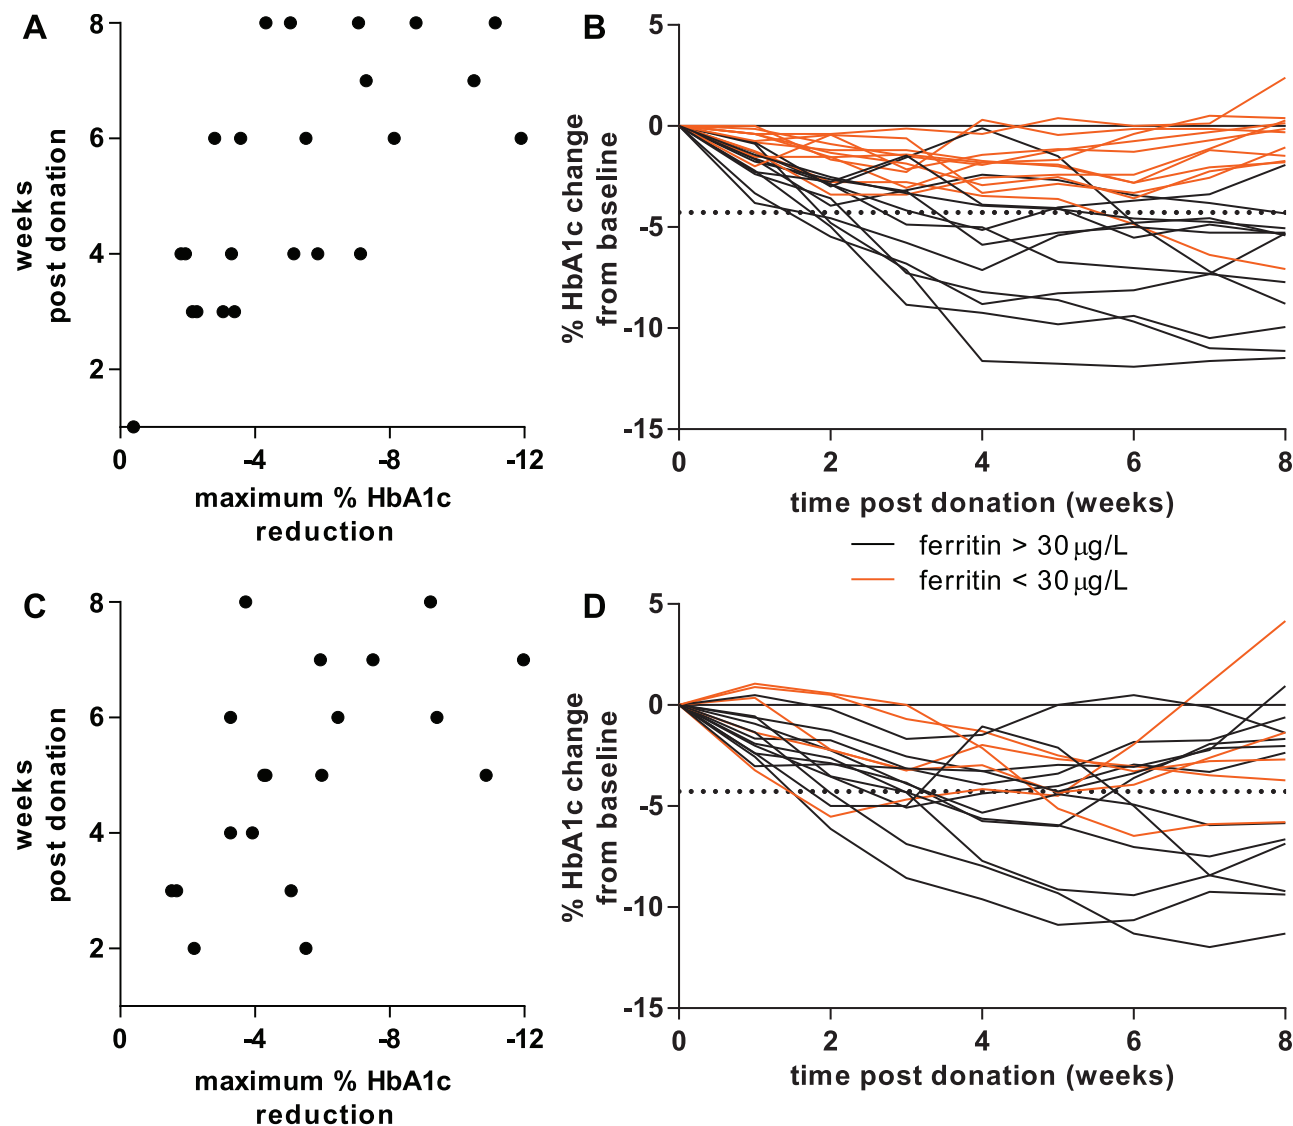 A
8
6
4
2
weeks
post donation
0
-4
-8
-12
maximum % HbA1c
reduction
B
5
0
-5
-10
-15
% HbA1c change
from baseline
0
2
4
6
8
time post donation (weeks)
ferritin > 30 µg/L
ferritin < 30 µg/L
C
8
6
4
2
weeks
post donation
0
-4
-8
-12
maximum % HbA1c
reduction
D
5
0
-5
-10
-15
% HbA1c change
from baseline
0
2
4
6
8
time post donation (weeks)